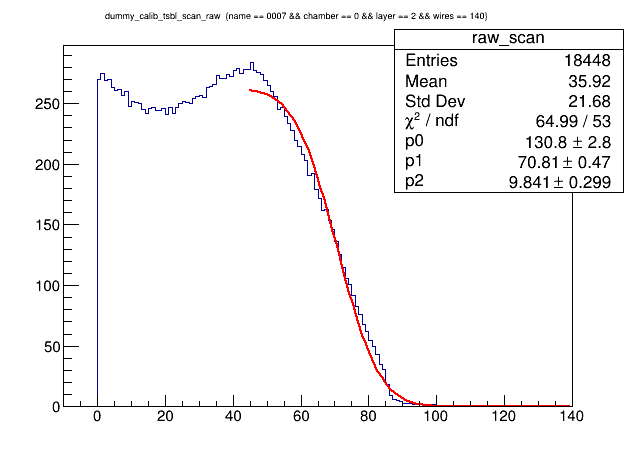 dummy_calib_tsbl_scan_raw (name == 0007 && chamber == 0 && layer == 2 && wires == 140)
raw_scan
Entries 18448
Mean 35.92
Std Dev 21.68
χ² / ndf 64.99 / 53
p0 130.8 ± 2.8
p1 70.81 ± 0.47
p2 9.841 ± 0.299
250
200
150
100
50
0
0 20 40 60 80 100 120 140